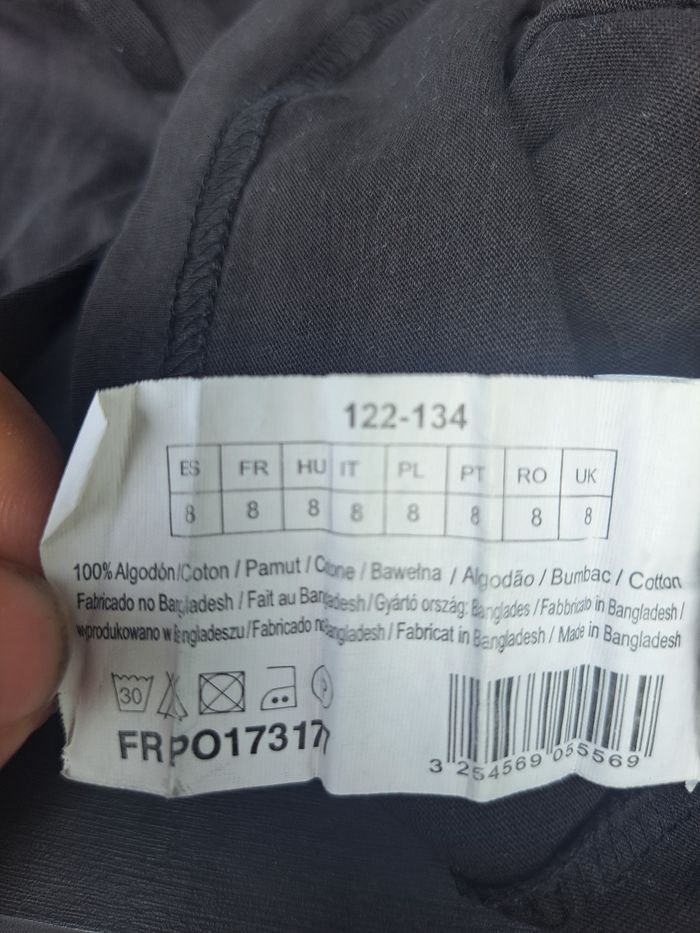 122-134
ES FR HU IT PL PT RO UK
8 8 8 8 8 8 8 8
100% Algodón/Coton / Pamut / Cotone / Bawełna / Algodão / Bumbac / Cotton
Fabricado no Bangladesh / Fait au Bangladesh/Gyártó ország: Banglades / Fabbricato in Bangladesh /
wyprodukowano w Bangladeszu/Fabricado no Bangladesh / Fabricat in Bangladesh / Made in Bangladesh
30 P
FRPO17317
3 254569 055569